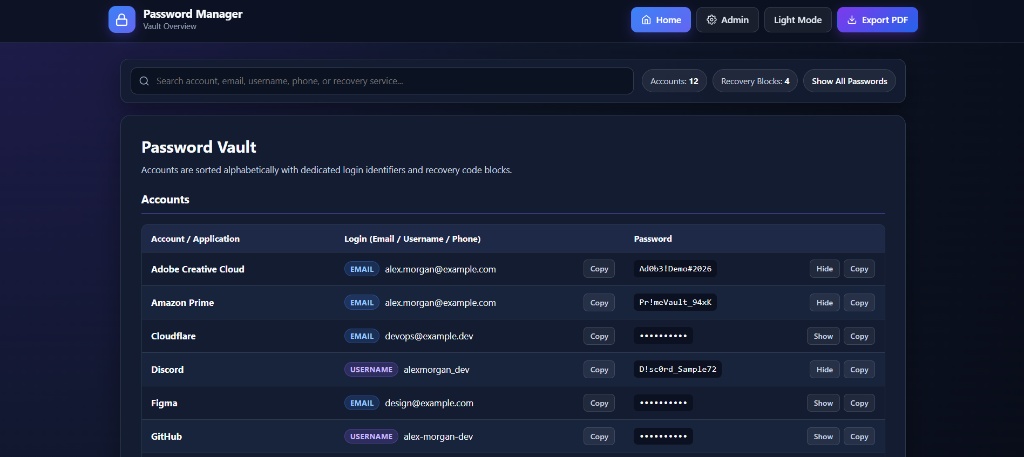 Password Manager
Vault Overview
Home
Admin
Light Mode
Export PDF
Search account, email, username, phone, or recovery service...
Accounts: 12
Recovery Blocks: 4
Show All Passwords
Password Vault
Accounts are sorted alphabetically with dedicated login identifiers and recovery code blocks.
Accounts
Account / Application Login (Email / Username / Phone) Password
Adobe Creative Cloud EMAIL alex.morgan@example.com Copy Ad0b3!Demo#2026 Hide Copy
Amazon Prime EMAIL alex.morgan@example.com Copy Pr!meVault_94xK Hide Copy
Cloudflare EMAIL devops@example.dev Copy •••••••••• Show Copy
Discord USERNAME alexmorgan_dev Copy D!sc0rd_Sample72 Hide Copy
Figma EMAIL design@example.com Copy •••••••••• Show Copy
GitHub USERNAME alex-morgan-dev Copy •••••••••• Show Copy